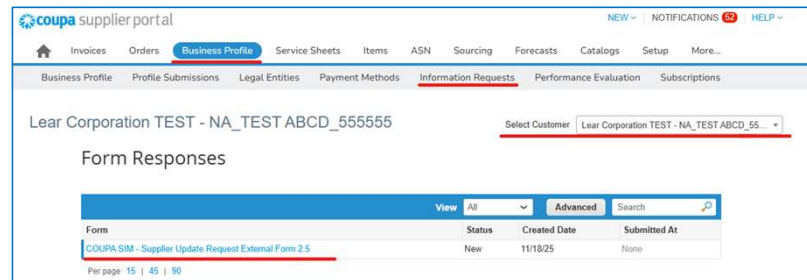 coupa supplier portal NEW NOTIFICATIONS 52 HELP
Invoices Orders Business Profile Service Sheets Items ASN Sourcing Forecasts Catalogs Setup More...
Business Profile Profile Submissions Legal Entities Payment Methods Information Requests Performance Evaluation Subscriptions
Lear Corporation TEST - NA_TEST ABCD_555555 Select Customer Lear Corporation TEST - NA_TEST ABCD_55...
Form Responses
View All Advanced Search
Form Status Created Date Submitted At
COUPA SIM - Supplier Update Request External Form 2.5 New 11/18/25 None
Per page 15 | 45 | 90